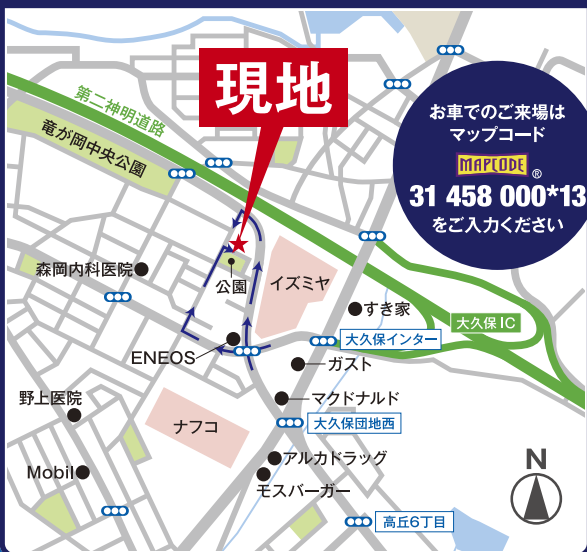 現地
第二神明道路
竜が岡中央公園
お車でのご来場は
マップコード
MAPCODE
®
31 458 000*13
をご入力ください
森岡内科医院
公園
イズミヤ
すき家
大久保IC
大久保インター
ENEOS
ガスト
野上医院
マクドナルド
ナフコ
大久保団地西
アルカドラッグ
Mobil
モスバーガー
高丘6丁目
N